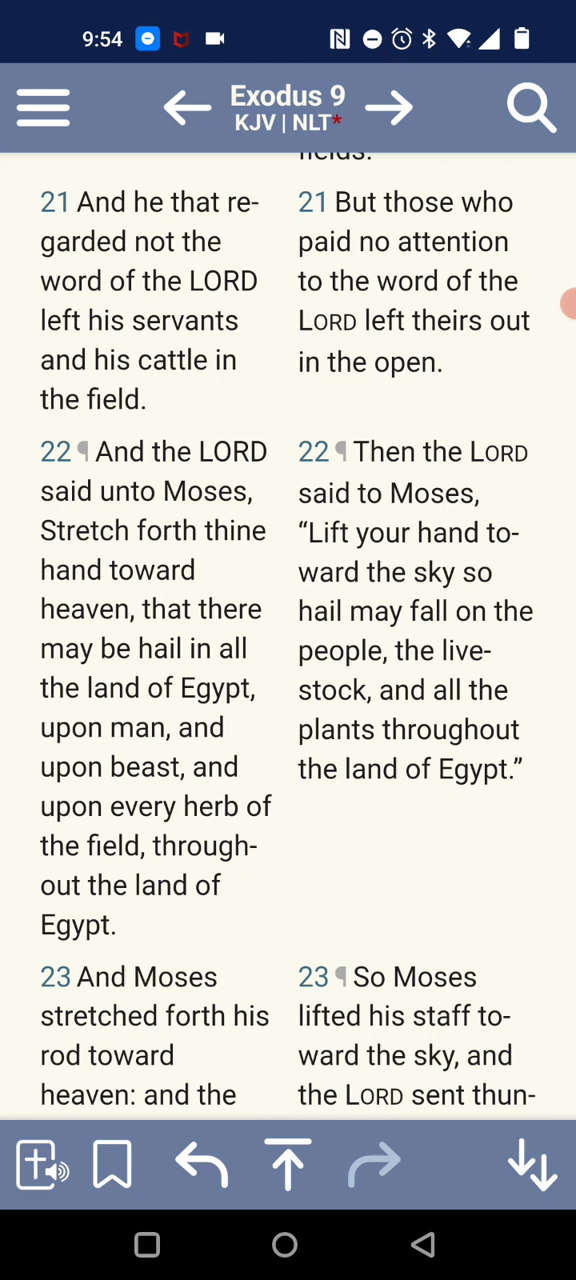 9:54
Exodus 9
KJV | NLT*
fields.
21 And he that re-
garded not the
word of the LORD
left his servants
and his cattle in
the field.
21 But those who
paid no attention
to the word of the
LORD left theirs out
in the open.
22 ¶ And the LORD
said unto Moses,
Stretch forth thine
hand toward
heaven, that there
may be hail in all
the land of Egypt,
upon man, and
upon beast, and
upon every herb of
the field, through-
out the land of
Egypt.
22 ¶ Then the LORD
said to Moses,
“Lift your hand to-
ward the sky so
hail may fall on the
people, the live-
stock, and all the
plants throughout
the land of Egypt.”
23 And Moses
stretched forth his
rod toward
heaven: and the
23 ¶ So Moses
lifted his staff to-
ward the sky, and
the LORD sent thun-